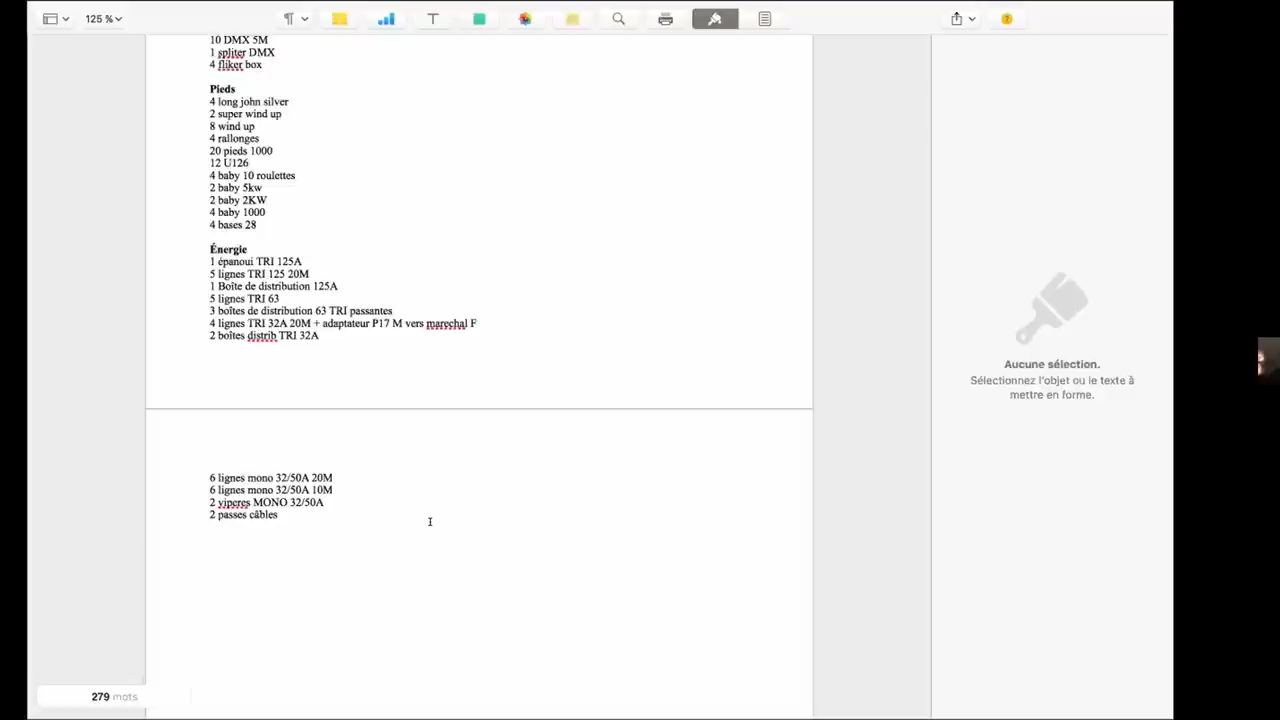 125 %
10 DMX 5M
1 spliter DMX
4 fliker box
Pieds
4 long john silver
2 super wind up
8 wind up
4 rallonges
20 pieds 1000
12 U126
4 baby 10 roulettes
2 baby 5kw
2 baby 2KW
4 baby 1000
4 bases 28
Énergie
1 épanoui TRI 125A
5 lignes TRI 125 20M
1 Boîte de distribution 125A
5 lignes TRI 63
3 boîtes de distribution 63 TRI passantes
4 lignes TRI 32A 20M + adaptateur P17 M vers marechal F
2 boîtes distrib TRI 32A
6 lignes mono 32/50A 20M
6 lignes mono 32/50A 10M
2 viperes MONO 32/50A
2 passes câbles
Aucune sélection.
Sélectionnez l'objet ou le texte à
mettre en forme.
279 mots